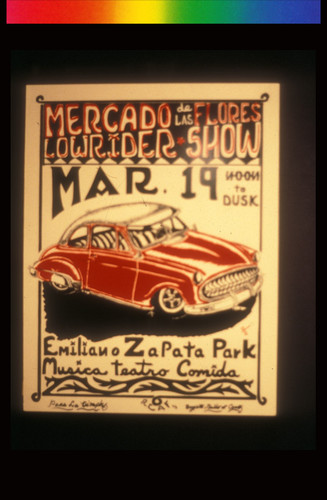 MERCADO de LAS FLORES
LOWRIDER SHOW
MAR. 19 NOON to DUSK
Emiliano Zapata Park
Musica teatro Comida